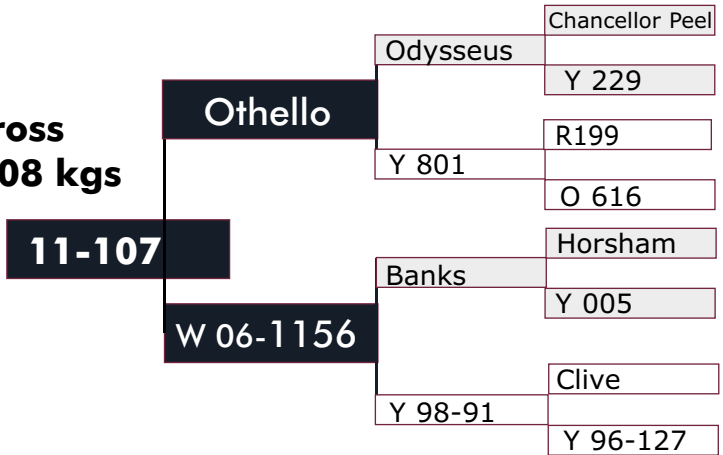 Chancellor Peel
Odysseus
Y 229
Othello
R199
Y 801
O 616
08 kgs
11-107
Horsham
Banks
Y 005
W 06-1156
Clive
Y 98-91
Y 96-127